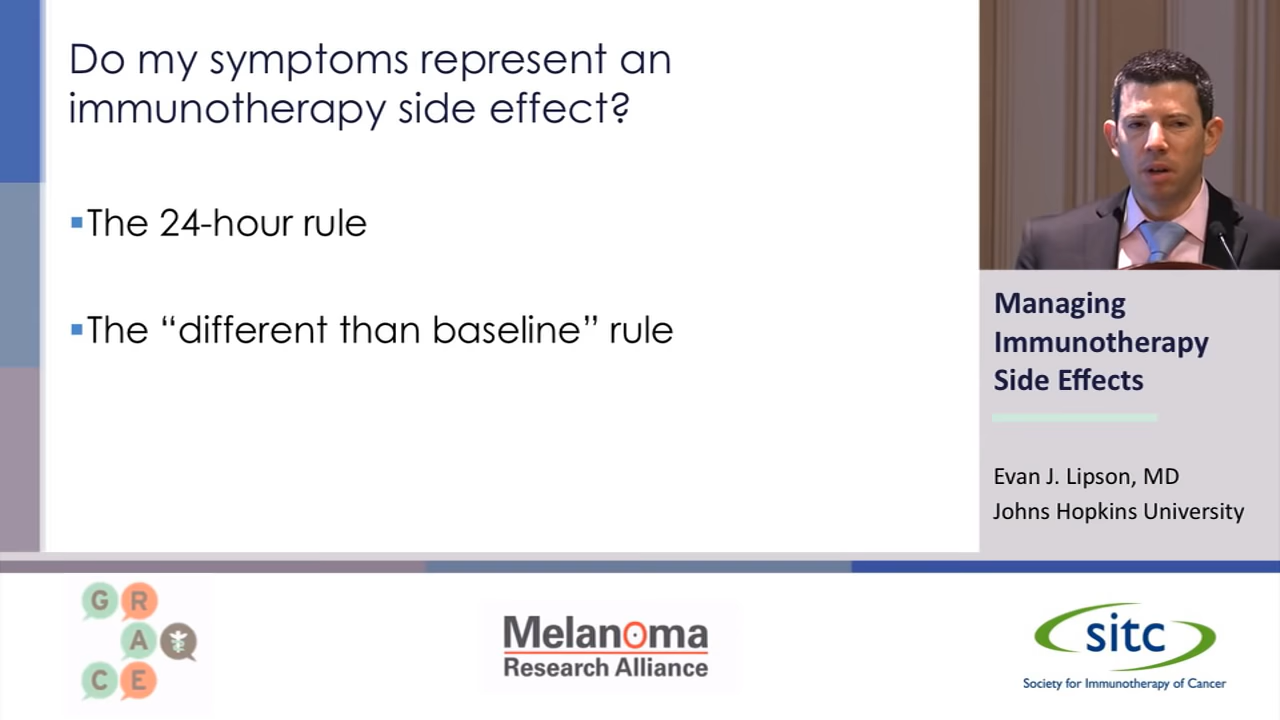 Do my symptoms represent an
immunotherapy side effect?
▪The 24-hour rule
▪The “different than baseline” rule
Managing
Immunotherapy
Side Effects
Evan J. Lipson, MD
Johns Hopkins University
G R
A
C E
Melanoma
Research Alliance
sitc
Society for Immunotherapy of Cancer